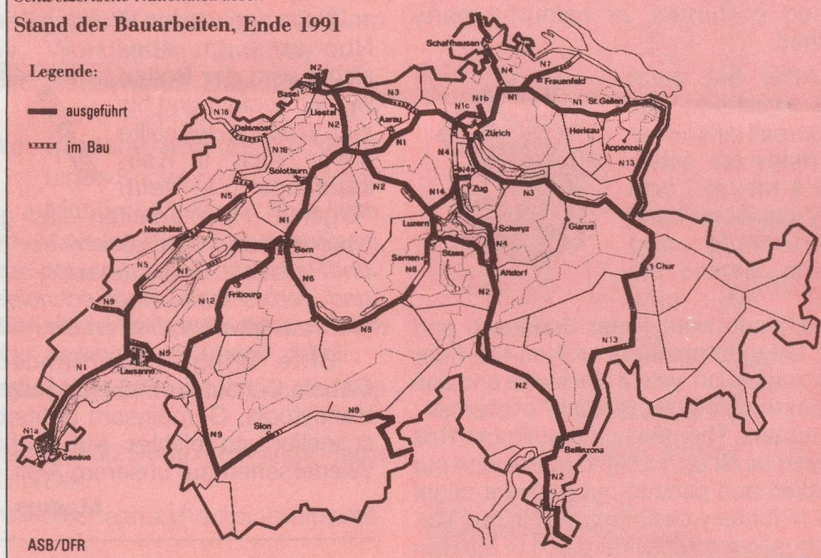 Stand der Bauarbeiten, Ende 1991
Legende:
ausgeführt
im Bau
Schaffhausen
N4
N7
Frauenfeld
N1
N1
St. Gallen
N2
Basel
Liestal
N2
N3
Aarau
N1
N1c
N1b
Zürich
Herisau
Appenzell
N13
N16
Delémont
N16
Solothurn
N4
N4a
Zug
N3
N2
N14
N5
Neuchâtel
N1
Luzern
Schwyz
Glarus
N5
N1
Bern
Sarnen
Stans
N4
N8
Altdorf
Chur
N9
N12
Fribourg
N6
N2
N8
N13
N1
N9
Lausanne
N2
N1a
Genève
N9
Sion
N9
Bellinzona
N2
ASB/DFR